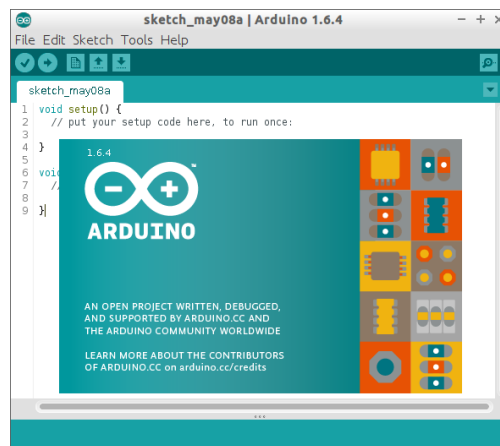 sketch_may08a | Arduino 1.6.4
File Edit Sketch Tools Help
sketch_may08a
1 void setup() {
2 // put your setup code here, to run once:
3
4 }
5
6 voi
7 //
8
9 }
1.6.4
ARDUINO
™
AN OPEN PROJECT WRITTEN, DEBUGGED,
AND SUPPORTED BY ARDUINO.CC AND
THE ARDUINO COMMUNITY WORLDWIDE
LEARN MORE ABOUT THE CONTRIBUTORS
OF ARDUINO.CC on arduino.cc/credits